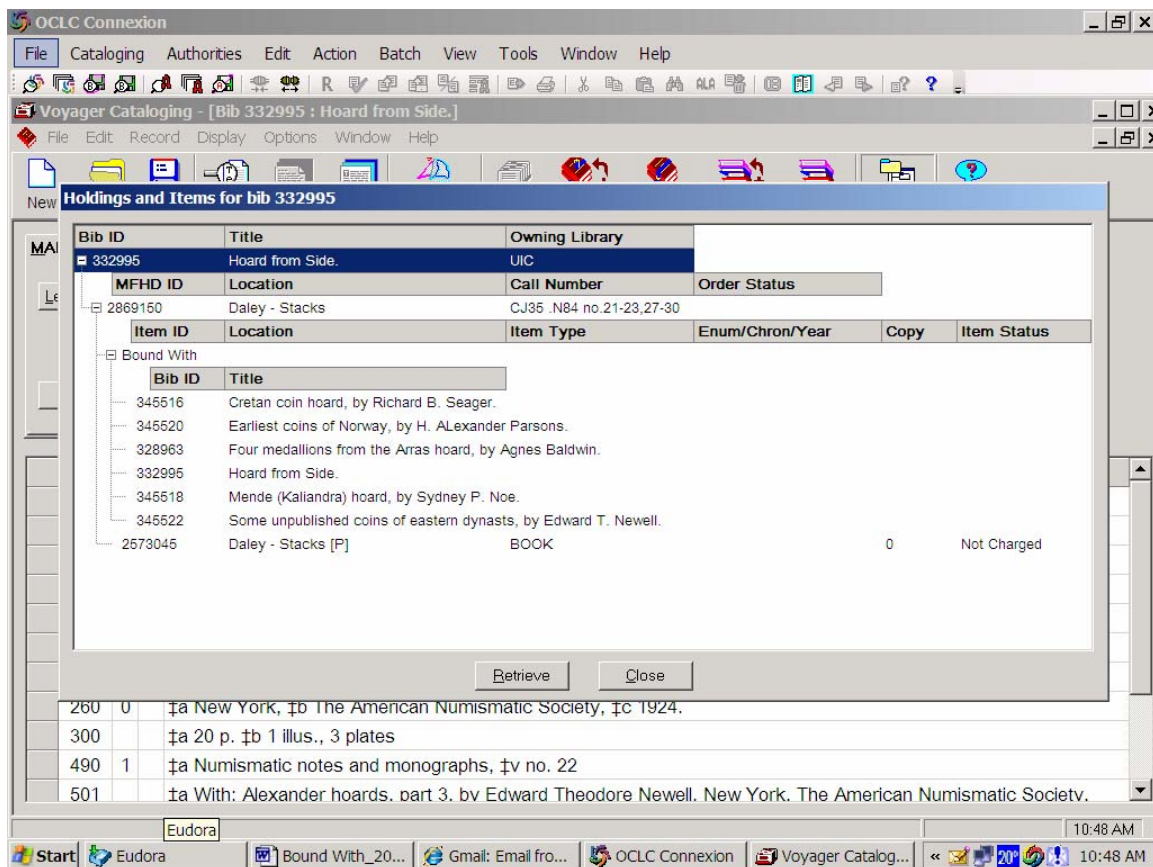 OCLC Connexion
File Cataloging Authorities Edit Action Batch View Tools Window Help
R ALA ? ?
Voyager Cataloging - [Bib 332995 : Hoard from Side.]
File Edit Record Display Options Window Help
New
Holdings and Items for bib 332995
Bib ID Title Owning Library
332995 Hoard from Side. UIC
MFHD ID Location Call Number Order Status
2869150 Daley - Stacks CJ35 .N84 no.21-23,27-30
Item ID Location Item Type Enum/Chron/Year Copy Item Status
Bound With
Bib ID Title
345516 Cretan coin hoard, by Richard B. Seager.
345520 Earliest coins of Norway, by H. ALexander Parsons.
328963 Four medallions from the Arras hoard, by Agnes Baldwin.
332995 Hoard from Side.
345518 Mende (Kaliandra) hoard, by Sydney P. Noe.
345522 Some unpublished coins of eastern dynasts, by Edward T. Newell.
2573045 Daley - Stacks [P] BOOK 0 Not Charged
Retrieve Close
260 0 ‡a New York, ‡b The American Numismatic Society, ‡c 1924.
300 ‡a 20 p. ‡b 1 illus., 3 plates
490 1 ‡a Numismatic notes and monographs, ‡v no. 22
501 ‡a With: Alexander hoards, part 3, by Edward Theodore Newell. New York, The American Numismatic Society,
Eudora 10:48 AM
Start Eudora Bound With_20... Gmail: Email fro... OCLC Connexion Voyager Catalog... « 20° 10:48 AM